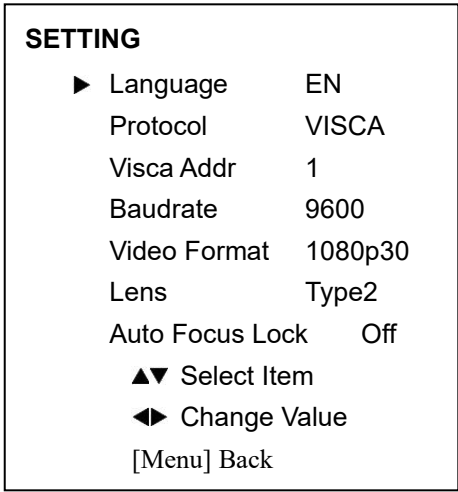 SETTING
▶ Language EN
Protocol VISCA
Visca Addr 1
Baudrate 9600
Video Format 1080p30
Lens Type2
Auto Focus Lock Off
▲▼ Select Item
◀▶ Change Value
[Menu] Back